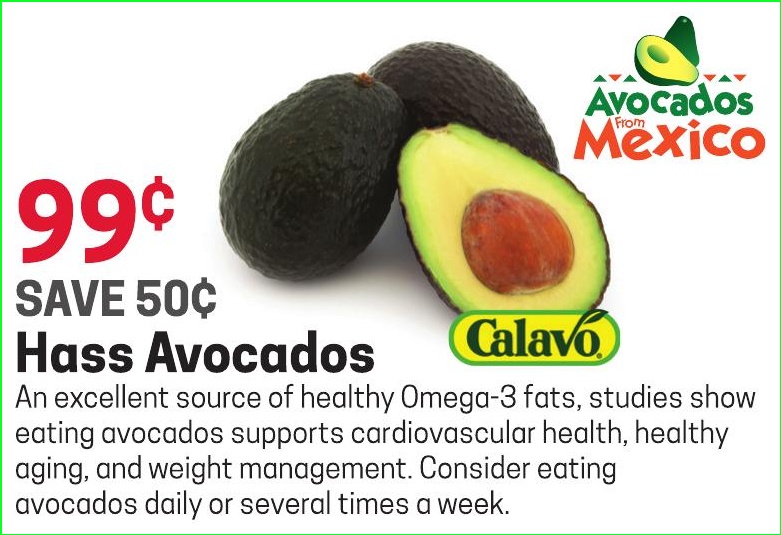 Avocados
From
Mexico
99¢
SAVE 50¢
Calavo
Hass Avocados
An excellent source of healthy Omega-3 fats, studies show
eating avocados supports cardiovascular health, healthy
aging, and weight management. Consider eating
avocados daily or several times a week.